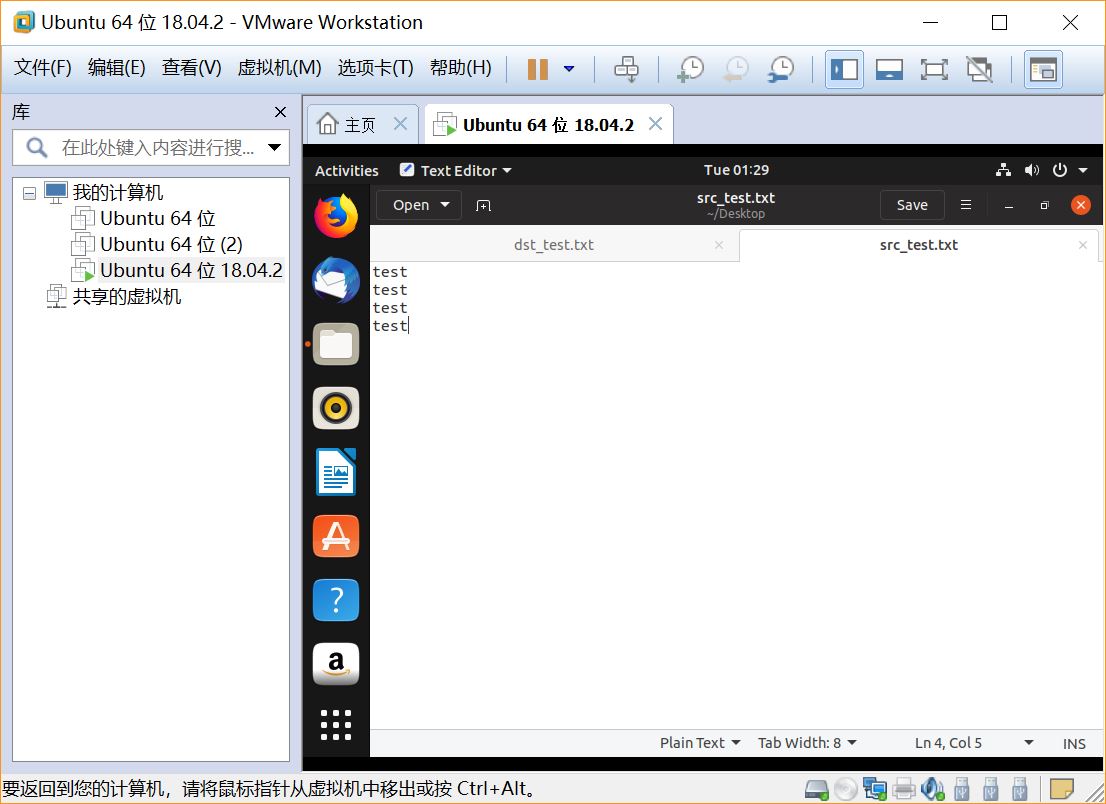 Ubuntu 64 位 18.04.2 - VMware Workstation
文件(F) 编辑(E) 查看(V) 虚拟机(M) 选项卡(T) 帮助(H)
库
在此处键入内容进行搜...
我的计算机
Ubuntu 64 位
Ubuntu 64 位 (2)
Ubuntu 64 位 18.04.2
共享的虚拟机
主页
Ubuntu 64 位 18.04.2
Activities Text Editor Tue 01:29
Open src_test.txt Save
~/Desktop
dst_test.txt src_test.txt
test
test
test
test
a
Plain Text Tab Width: 8 Ln 4, Col 5 INS
要返回到您的计算机，请将鼠标指针从虚拟机中移出或按 Ctrl+Alt。